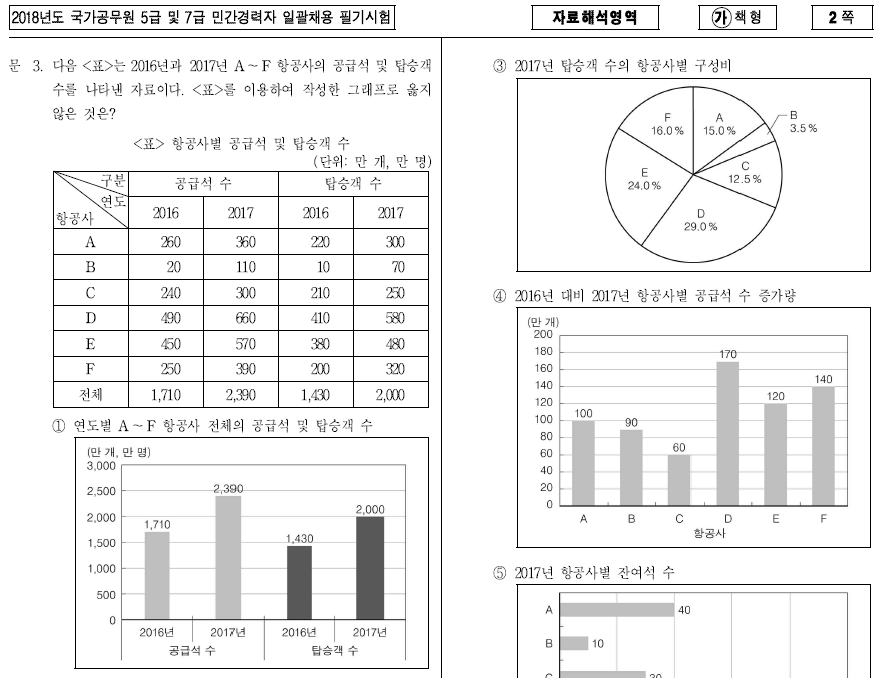 2018년도 국가공무원 5급 및 7급 민간경력자 일괄채용 필기시험
자료해석영역
㉮ 책형
2 쪽
문 3. 다음 <표>는 2016년과 2017년 A~F 항공사의 공급석 및 탑승객
수를 나타낸 자료이다. <표>를 이용하여 작성한 그래프로 옳지
않은 것은?
<표> 항공사별 공급석 및 탑승객 수
(단위: 만 개, 만 명)
구분 공급석 수 탑승객 수
연도
항공사 2016 2017 2016 2017
A 260 360 220 300
B 20 110 10 70
C 240 300 210 250
D 490 660 410 580
E 450 570 380 480
F 250 390 200 320
전체 1,710 2,390 1,430 2,000
① 연도별 A~F 항공사 전체의 공급석 및 탑승객 수
(만 개, 만 명)
3,000
2,500
2,000
1,500
1,000
500
0
1,710
2,390
1,430
2,000
2016년 2017년 2016년 2017년
공급석 수 탑승객 수
③ 2017년 탑승객 수의 항공사별 구성비
A
15.0 %
B
3.5 %
C
12.5 %
D
29.0 %
E
24.0 %
F
16.0 %
④ 2016년 대비 2017년 항공사별 공급석 수 증가량
(만 개)
200
180
160
140
120
100
80
60
40
20
0
100
90
60
170
120
140
A B C D E F
항공사
⑤ 2017년 항공사별 잔여석 수
A 40
B 10
C 30